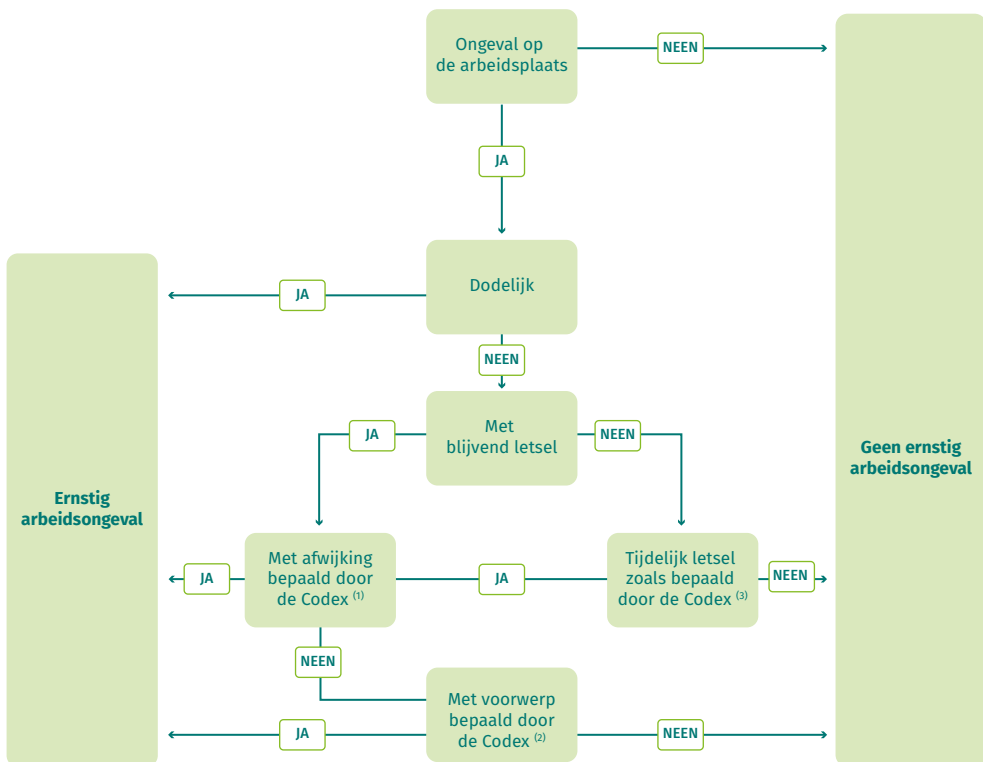 Ongeval op
de arbeidsplaats
NEEN
JA
Dodelijk
JA
NEEN
Met
blijvend letsel
JA
NEEN
Geen ernstig
arbeidsongeval
Ernstig
arbeidsongeval
Met afwijking
bepaald door
de Codex (1)
JA
JA
Tijdelijk letsel
zoals bepaald
door de Codex (3)
NEEN
NEEN
Met voorwerp
bepaald door
de Codex (2)
JA
NEEN